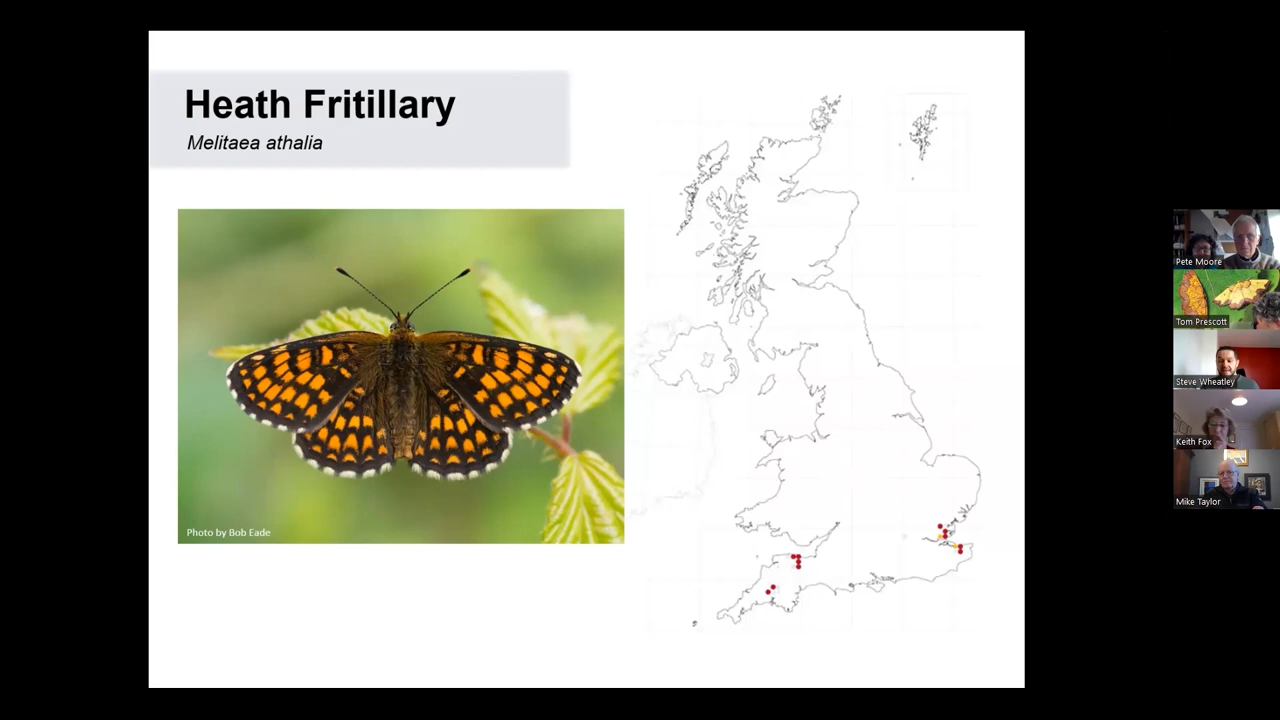 Heath Fritillary
Melitaea athalia
Photo by Bob Eade
Pete Moore
Tom Prescott
Steve Wheatley
Keith Fox
Mike Taylor